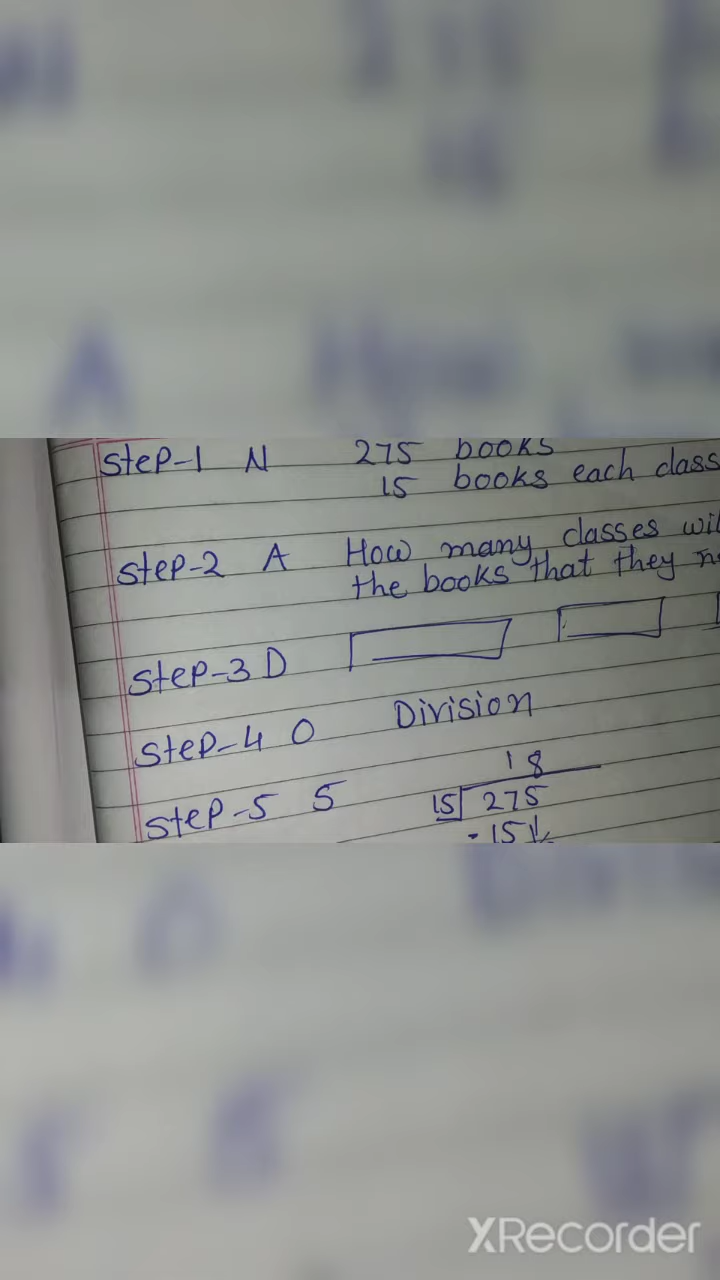 Step-1 N 275 books
15 books each class
Step-2 A How many classes
the books that they
Step-3 D
Step-4 O Division
Step-5 5
18
15 275
-15↓
XRecorder